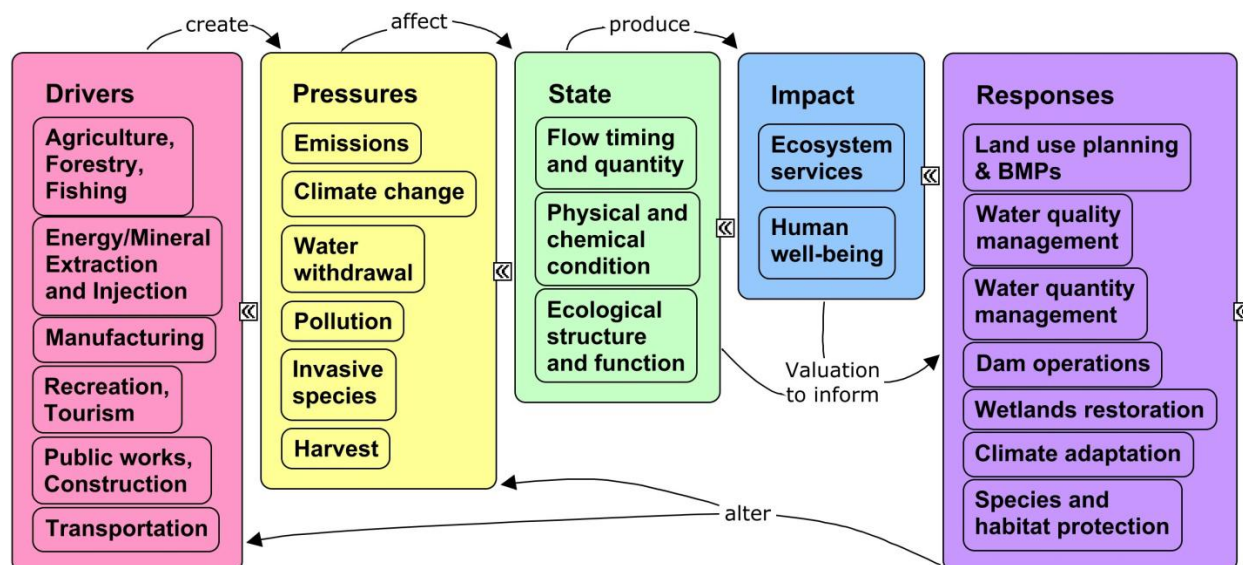 create
affect
produce
Drivers
Agriculture,
Forestry,
Fishing
Energy/Mineral
Extraction
and Injection
Manufacturing
Recreation,
Tourism
Public works,
Construction
Transportation
Pressures
Emissions
Climate change
Water
withdrawal
Pollution
Invasive
species
Harvest
State
Flow timing
and quantity
Physical and
chemical
condition
Ecological
structure
and function
Impact
Ecosystem
services
Human
well-being
Valuation
to inform
Responses
Land use planning
& BMPs
Water quality
management
Water quantity
management
Dam operations
Wetlands restoration
Climate adaptation
Species and
habitat protection
alter